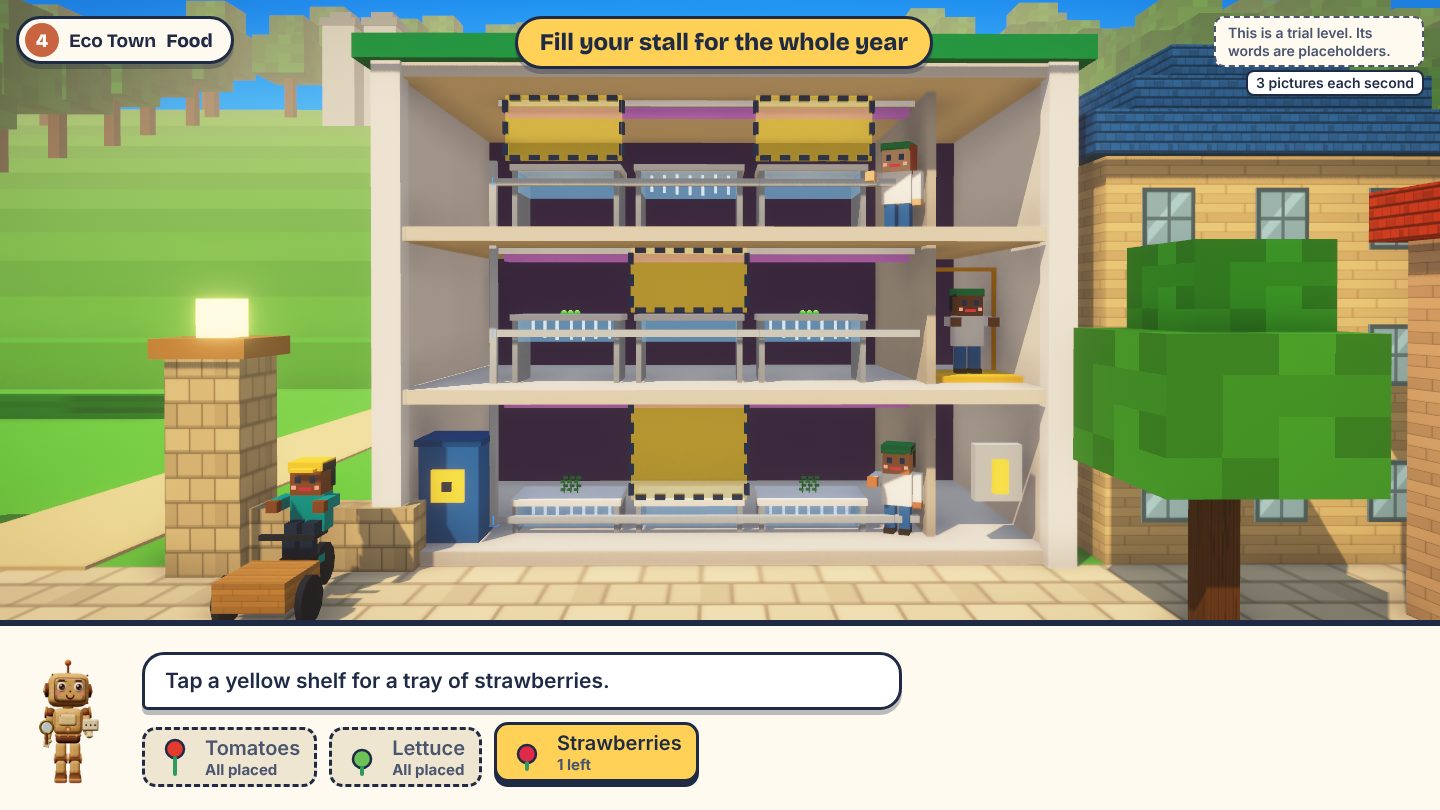 4 Eco Town Food
Fill your stall for the whole year
This is a trial level. Its
words are placeholders.
3 pictures each second
Tap a yellow shelf for a tray of strawberries.
Tomatoes
All placed
Lettuce
All placed
Strawberries
1 left